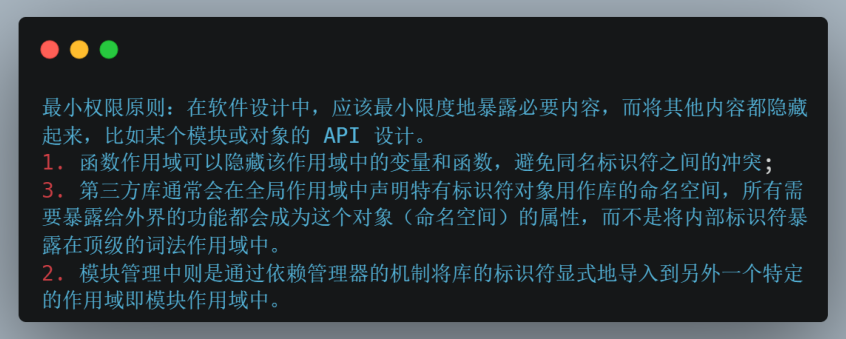 最小权限原则：在软件设计中，应该最小限度地暴露必要内容，而将其他内容都隐藏
起来，比如某个模块或对象的 API 设计。
1. 函数作用域可以隐藏该作用域中的变量和函数，避免同名标识符之间的冲突;
3. 第三方库通常会在全局作用域中声明特有标识符对象用作库的命名空间，所有需
要暴露给外界的功能都会成为这个对象（命名空间）的属性，而不是将内部标识符暴
露在顶级的词法作用域中。
2. 模块管理中则是通过依赖管理器的机制将库的标识符显式地导入到另外一个特定
的作用域即模块作用域中。